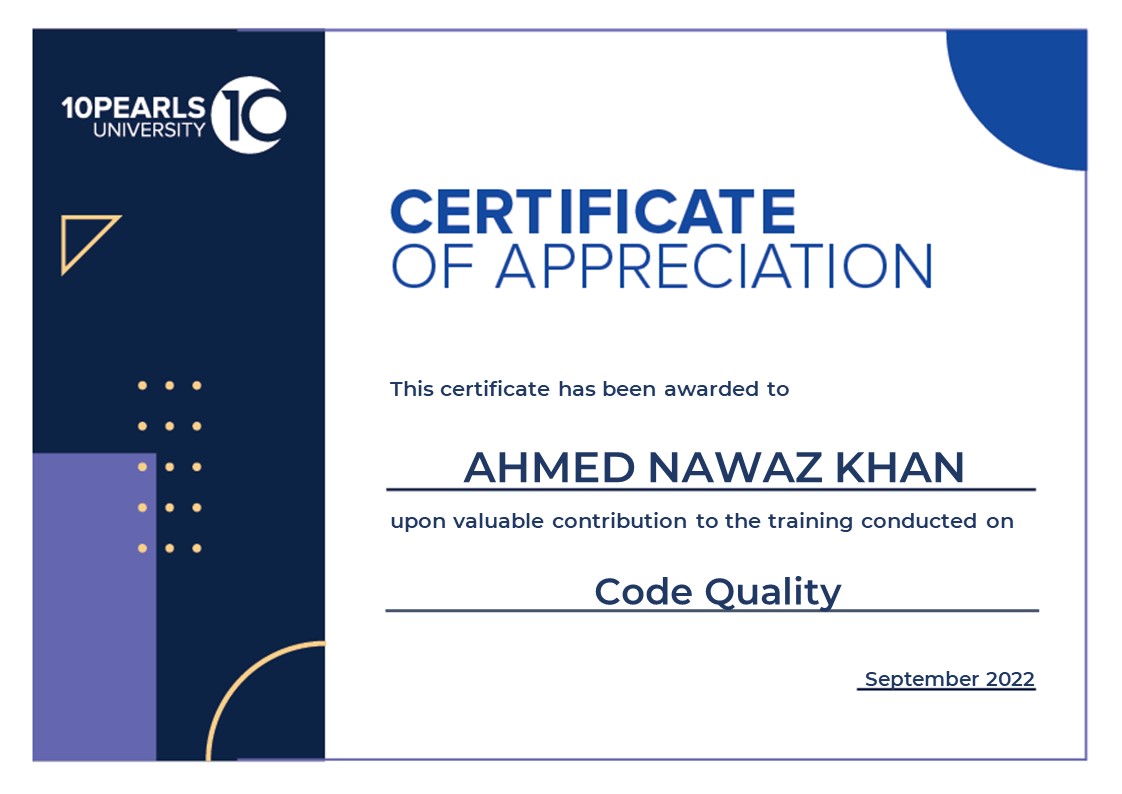 10PEARLS
UNIVERSITY
10
CERTIFICATE
OF APPRECIATION
This certificate has been awarded to
AHMED NAWAZ KHAN
upon valuable contribution to the training conducted on
Code Quality
September 2022